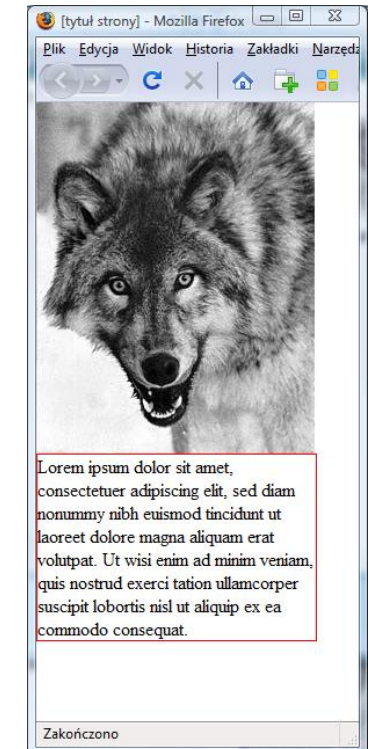 [tytuł strony] - Mozilla Firefox
Plik Edycja Widok Historia Zakładki Narzędz
Lorem ipsum dolor sit amet,
consectetuer adipiscing elit, sed diam
nonummy nibh euismod tincidunt ut
laoreet dolore magna aliquam erat
volutpat. Ut wisi enim ad minim veniam,
quis nostrud exerci tation ullamcorper
suscipit lobortis nisl ut aliquip ex ea
commodo consequat.
Zakończono